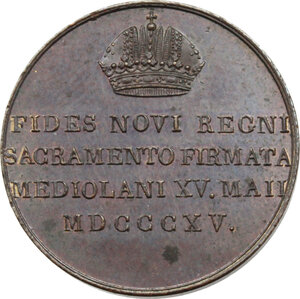 FIDES NOVI REGNI
SACRAMENTO FIRMATA
MEDIOLANI XV. MAII
MDCCCXV.